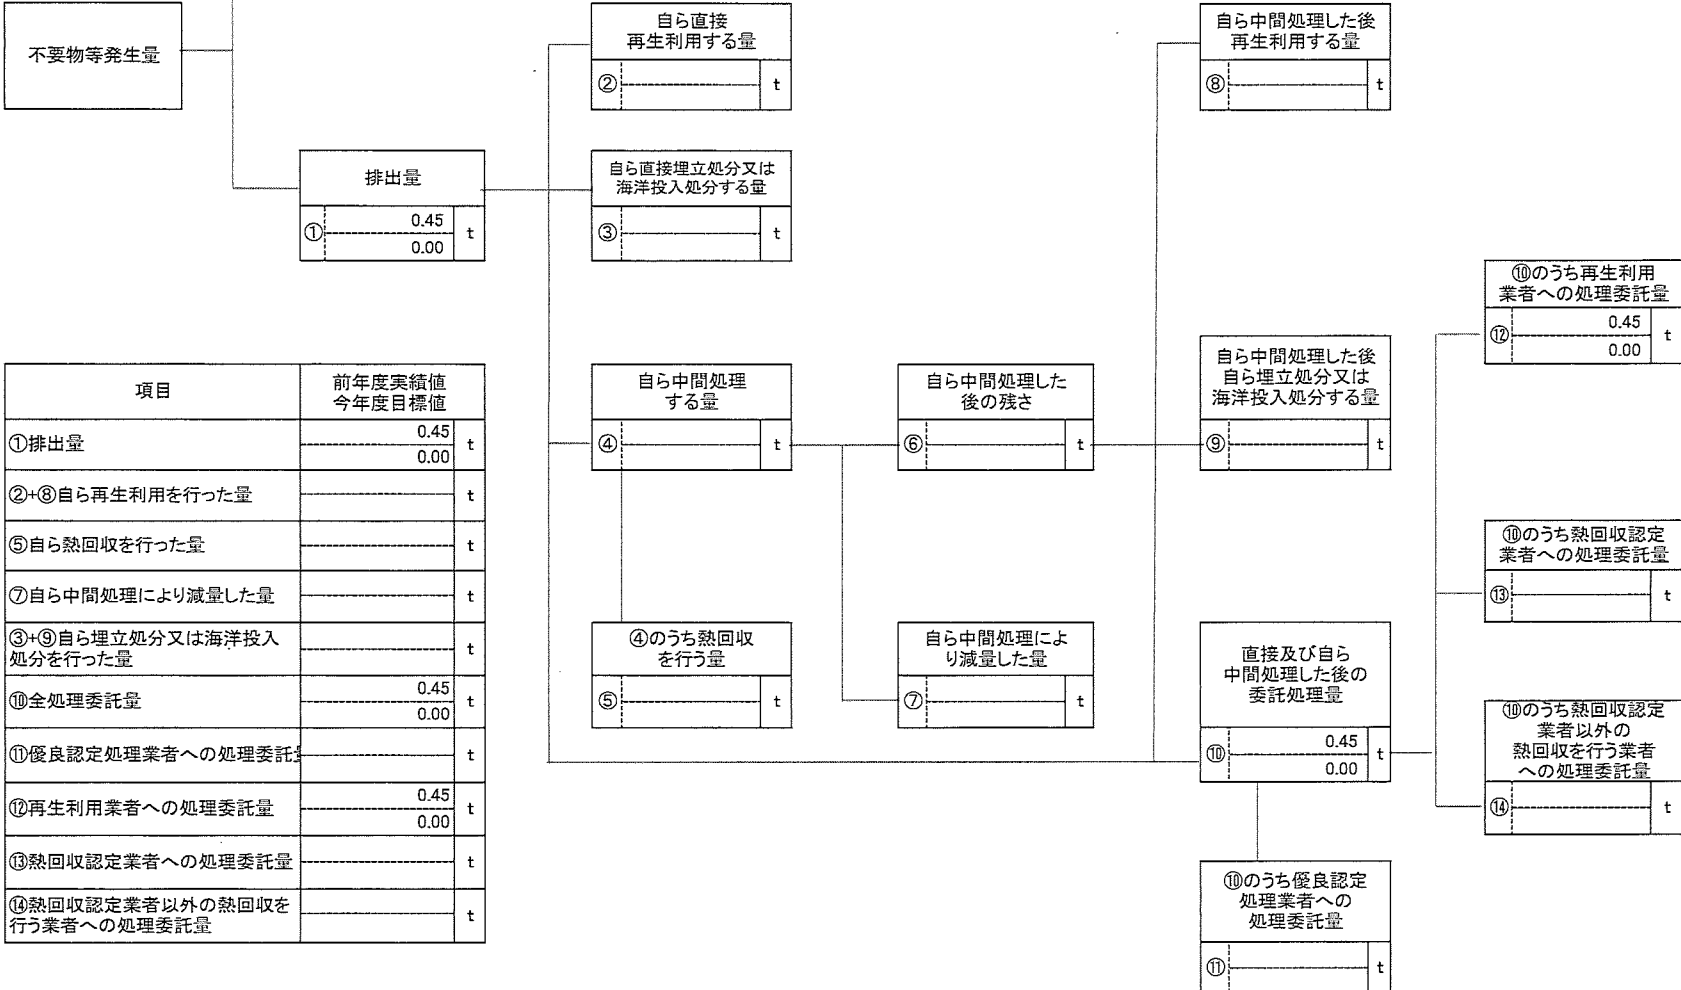 不要物等発生量
自ら直接
再生利用する量
② t
自ら中間処理した後
再生利用する量
⑧ t
排出量
① 0.45 t
0.00
自ら直接埋立処分又は
海洋投入処分する量
③ t
⑩のうち再生利用
業者への処理委託量
⑫ 0.45 t
0.00
自ら中間処理
する量
④ t
自ら中間処理した
後の残さ
⑥ t
自ら中間処理した後
自ら埋立処分又は
海洋投入処分する量
⑨ t
⑩のうち熱回収認定
業者への処理委託量
⑬ t
④のうち熱回収
を行う量
⑤ t
自ら中間処理によ
り減量した量
⑦ t
直接及び自ら
中間処理した後の
委託処理量
⑩ 0.45 t
0.00
⑩のうち熱回収認定
業者以外の
熱回収を行う業者
への処理委託量
⑭ t
⑩のうち優良認定
処理業者への
処理委託量
⑪ t
項目 前年度実績値
今年度目標値
①排出量 0.45 t
0.00
②+⑧自ら再生利用を行った量 t
⑤自ら熱回収を行った量 t
⑦自ら中間処理により減量した量 t
③+⑨自ら埋立処分又は海洋投入
処分を行った量 t
⑩全処理委託量 0.45 t
0.00
⑪優良認定処理業者への処理委託 t
⑫再生利用業者への処理委託量 0.45 t
0.00
⑬熱回収認定業者への処理委託量 t
⑭熱回収認定業者以外の熱回収を
行う業者への処理委託量 t